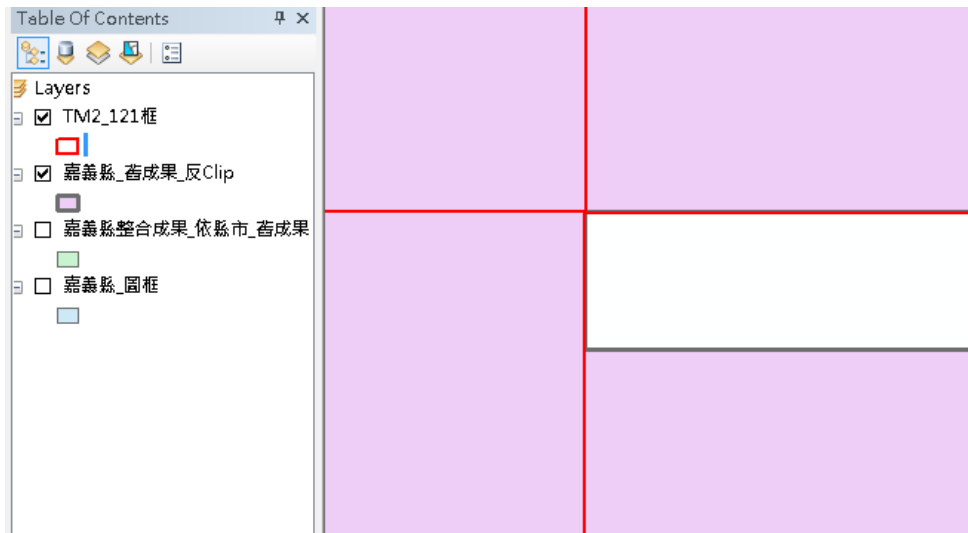 Table Of Contents
Layers
TM2_121框
嘉義縣_舊成果_反Clip
嘉義縣整合成果_依縣市_舊成果
嘉義縣_圖框